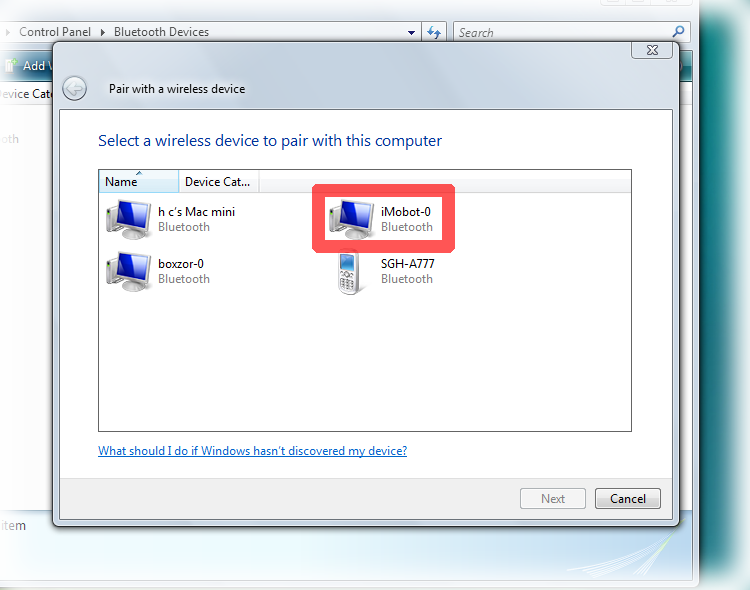 Control Panel Bluetooth Devices
Search
Add
evice Cat
Pair with a wireless device
oth
Select a wireless device to pair with this computer
Name Device Cat...
h c's Mac mini
Bluetooth
iMobot-0
Bluetooth
boxzor-0
Bluetooth
SGH-A777
Bluetooth
What should I do if Windows hasn't discovered my device?
Next Cancel
item